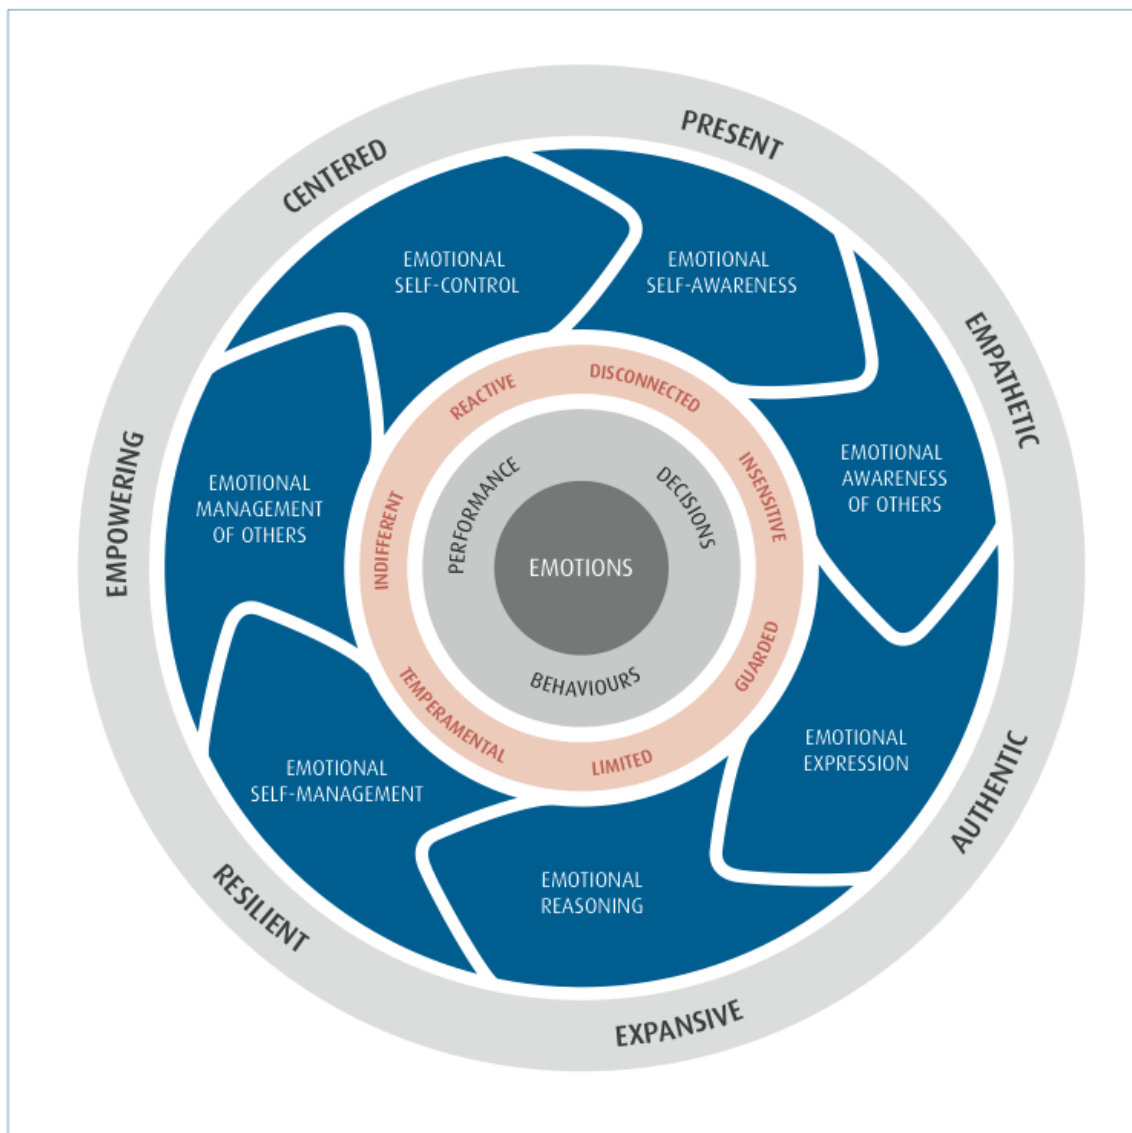 PRESENT
EMPATHETIC
AUTHENTIC
EXPANSIVE
RESILIENT
EMPOWERING
CENTERED
EMOTIONAL
SELF-AWARENESS
EMOTIONAL
AWARENESS
OF OTHERS
EMOTIONAL
EXPRESSION
EMOTIONAL
REASONING
EMOTIONAL
SELF-MANAGEMENT
EMOTIONAL
MANAGEMENT
OF OTHERS
EMOTIONAL
SELF-CONTROL
DISCONNECTED
INSENSITIVE
GUARDED
LIMITED
TEMPERAMENTAL
INDIFFERENT
REACTIVE
PERFORMANCE
DECISIONS
BEHAVIOURS
EMOTIONS